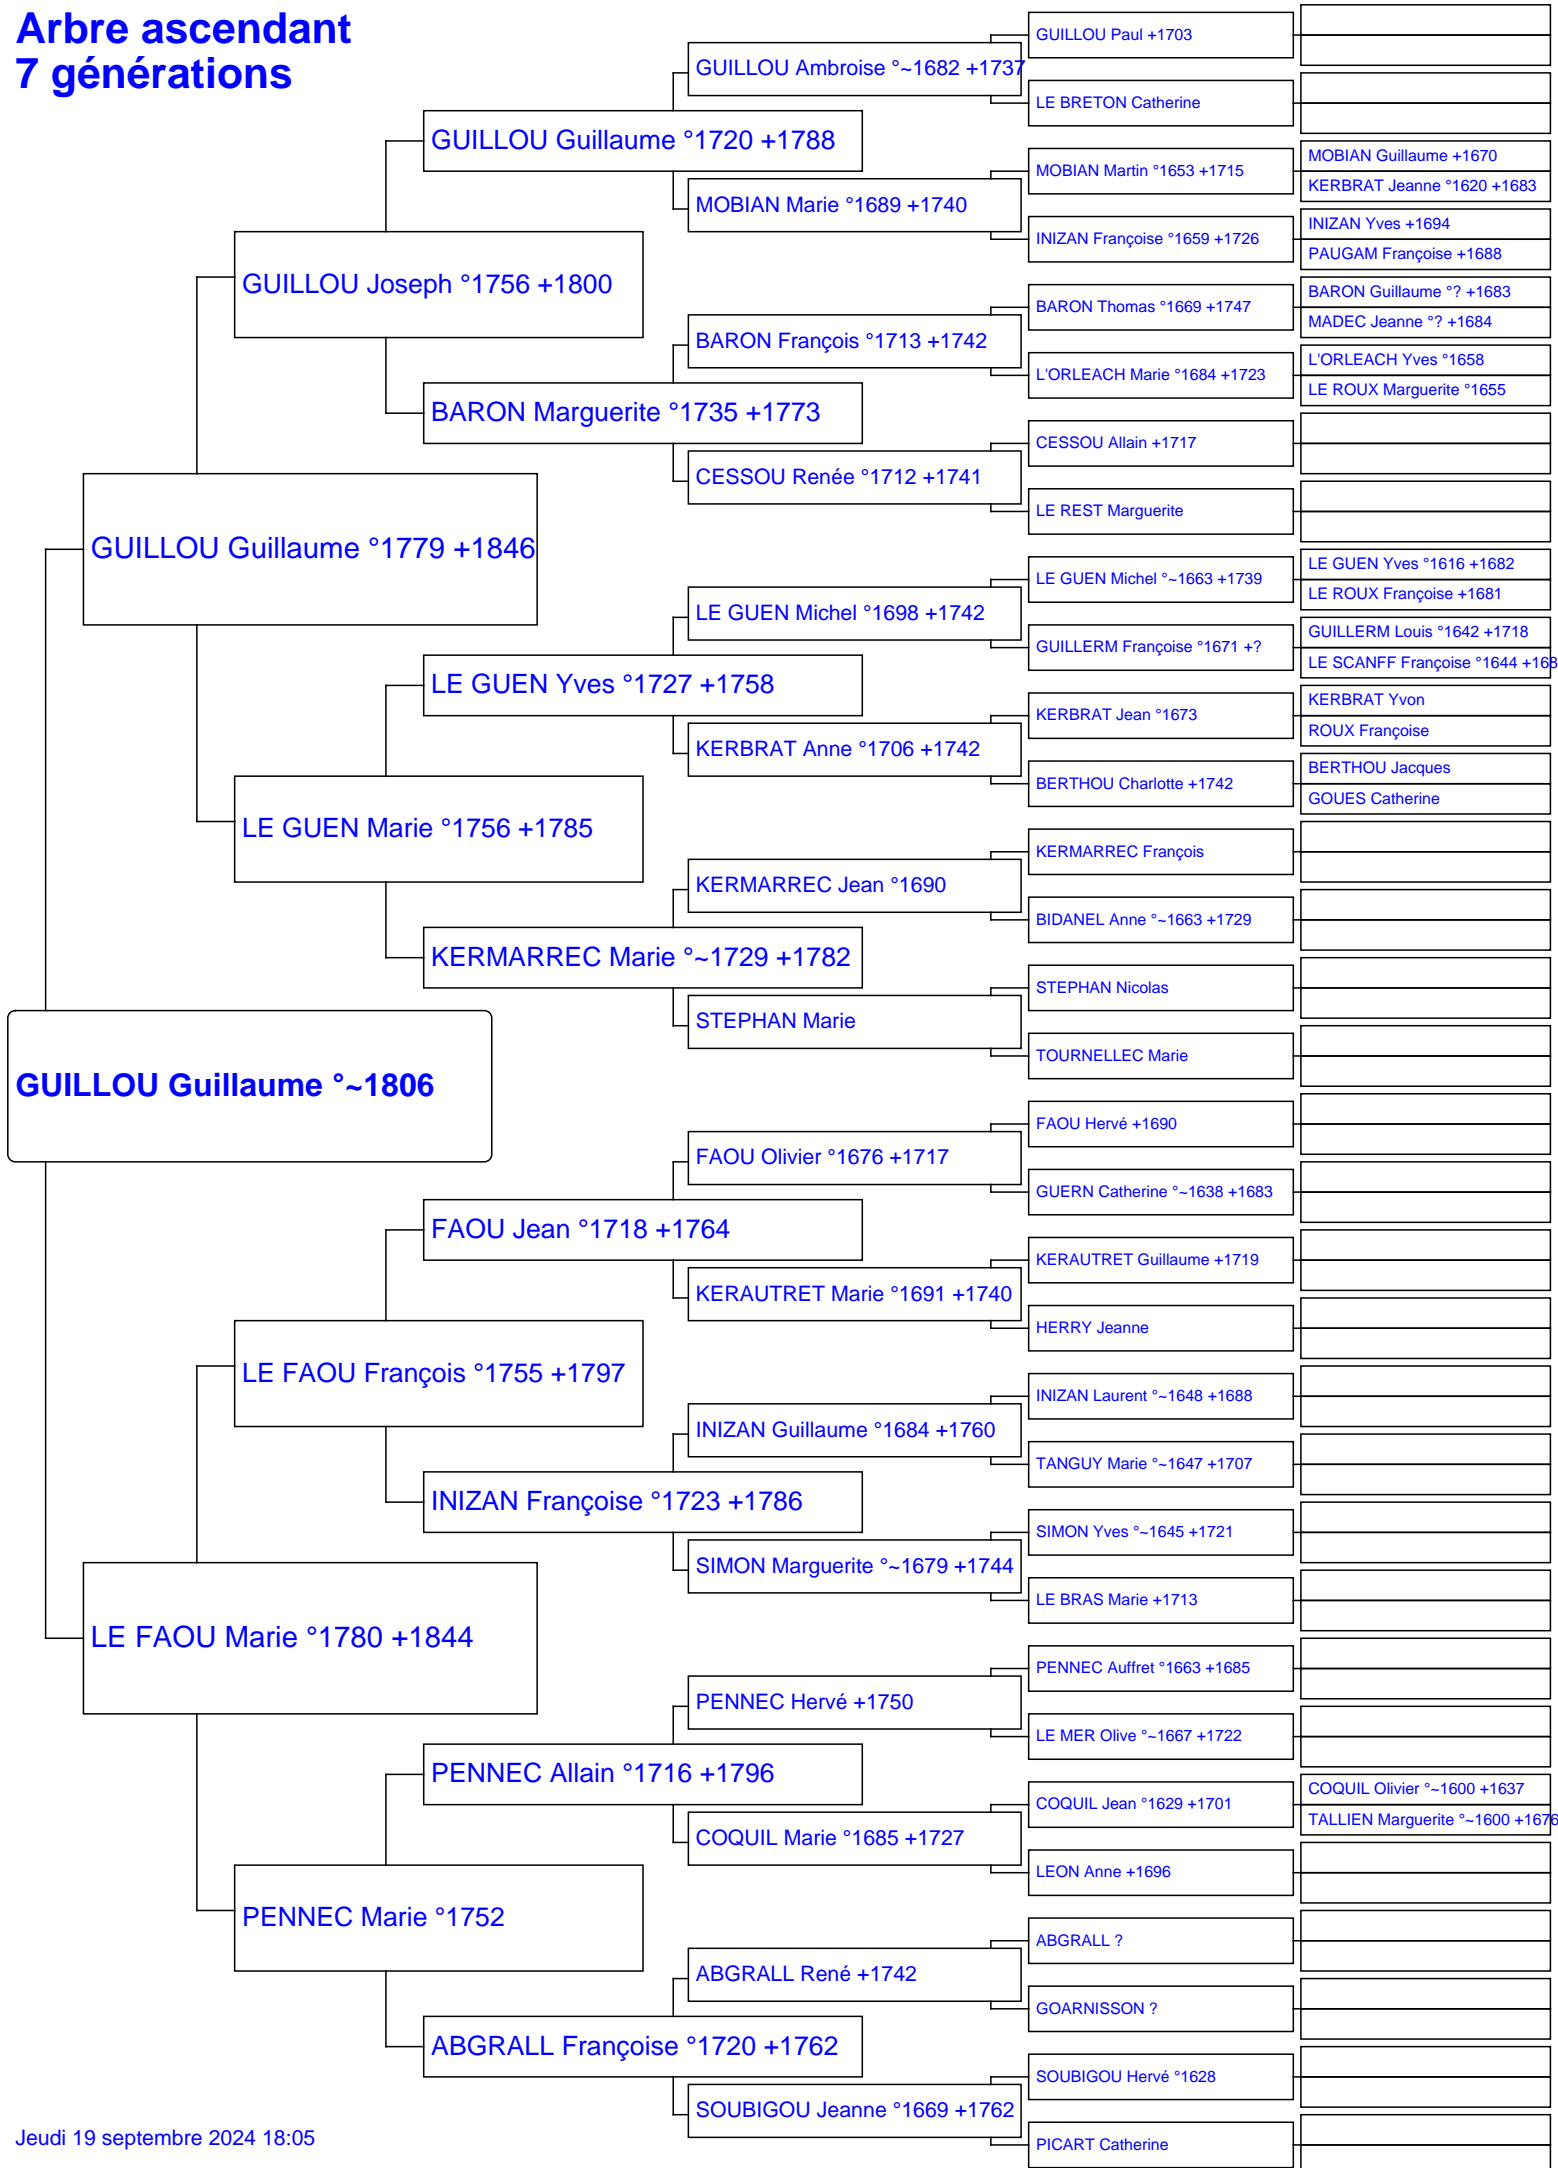 Arbre ascendant
7 générations
GUILLOU Guillaume °~1806
GUILLOU Guillaume °1779 +1846
LE FAOU Marie °1780 +1844
GUILLOU Joseph °1756 +1800
LE GUEN Marie °1756 +1785
LE FAOU François °1755 +1797
PENNEC Marie °1752
GUILLOU Guillaume °1720 +1788
BARON Marguerite °1735 +1773
LE GUEN Yves °1727 +1758
KERMARREC Marie °~1729 +1782
FAOU Jean °1718 +1764
INIZAN Françoise °1723 +1786
PENNEC Allain °1716 +1796
ABGRALL Françoise °1720 +1762
GUILLOU Ambroise °~1682 +1737
MOBIAN Marie °1689 +1740
BARON François °1713 +1742
CESSOU Renée °1712 +1741
LE GUEN Michel °1698 +1742
KERBRAT Anne °1706 +1742
KERMARREC Jean °1690
STEPHAN Marie
FAOU Olivier °1676 +1717
KERAUTRET Marie °1691 +1740
INIZAN Guillaume °1684 +1760
SIMON Marguerite °~1679 +1744
PENNEC Hervé +1750
COQUIL Marie °1685 +1727
ABGRALL René +1742
SOUBIGOU Jeanne °1669 +1762
GUILLOU Paul +1703
LE BRETON Catherine
MOBIAN Martin °1653 +1715
INIZAN Françoise °1659 +1726
BARON Thomas °1669 +1747
L'ORLEACH Marie °1684 +1723
CESSOU Allain +1717
LE REST Marguerite
LE GUEN Michel °~1663 +1739
GUILLERM Françoise °1671 +?
KERBRAT Jean °1673
BERTHOU Charlotte +1742
KERMARREC François
BIDANEL Anne °~1663 +1729
STEPHAN Nicolas
TOURNELLEC Marie
FAOU Hervé +1690
GUERN Catherine °~1638 +1683
KERAUTRET Guillaume +1719
HERRY Jeanne
INIZAN Laurent °~1648 +1688
TANGUY Marie °~1647 +1707
SIMON Yves °~1645 +1721
LE BRAS Marie +1713
PENNEC Auffret °1663 +1685
LE MER Olive °~1667 +1722
COQUIL Jean °1629 +1701
LEON Anne +1696
ABGRALL ?
GOARNISSON ?
SOUBIGOU Hervé °1628
PICART Catherine
MOBIAN Guillaume +1670
KERBRAT Jeanne °1620 +1683
INIZAN Yves +1694
PAUGAM Françoise +1688
BARON Guillaume °? +1683
MADEC Jeanne °? +1684
L'ORLEACH Yves °1658
LE ROUX Marguerite °1655
LE GUEN Yves °1616 +1682
LE ROUX Françoise +1681
GUILLERM Louis °1642 +1718
LE SCANFF Françoise °1644 +168
KERBRAT Yvon
ROUX Françoise
BERTHOU Jacques
GOUES Catherine
COQUIL Olivier °~1600 +1637
TALLIEN Marguerite °~1600 +1676
Jeudi 19 septembre 2024 18:05